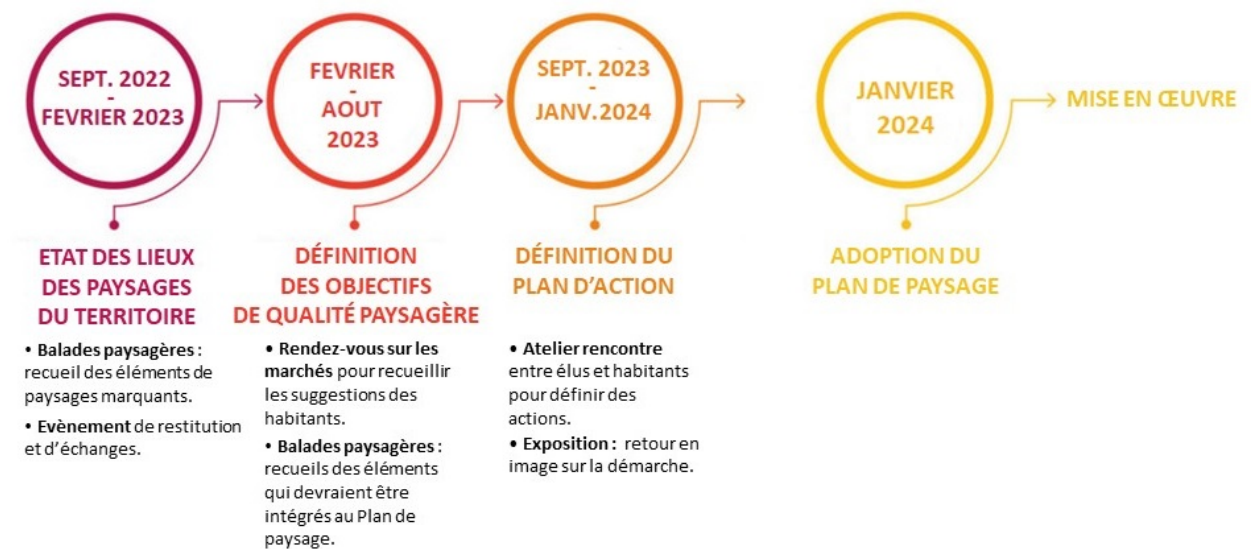 SEPT. 2022
-
FEVRIER 2023
FEVRIER
-
AOUT
2023
SEPT. 2023
-
JANV.2024
JANVIER
2024
MISE EN ŒUVRE
ETAT DES LIEUX
DES PAYSAGES
DU TERRITOIRE
• Balades paysagères :
recueil des éléments de
paysages marquants.
• Evènement de restitution
et d'échanges.
DÉFINITION
DES OBJECTIFS
DE QUALITÉ PAYSAGÈRE
• Rendez-vous sur les
marchés pour recueillir
les suggestions des
habitants.
• Balades paysagères :
recueils des éléments
qui devraient être
intégrés au Plan de
paysage.
DÉFINITION DU
PLAN D'ACTION
• Atelier rencontre
entre élus et habitants
pour définir des
actions.
• Exposition : retour en
image sur la démarche.
ADOPTION DU
PLAN DE PAYSAGE